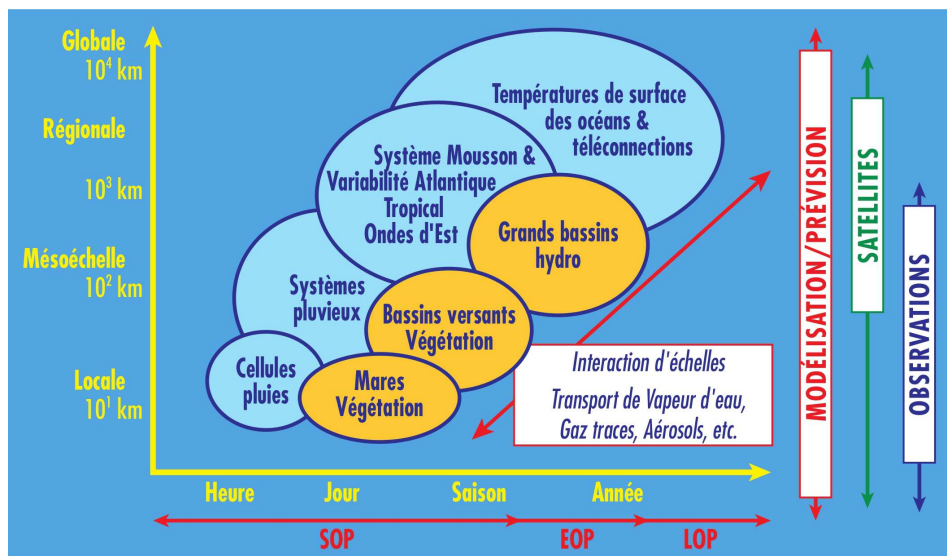 Globale
10⁴ km
Régionale
10³ km
Mésoéchelle
10² km
Locale
10¹ km
Températures de surface
des océans &
téléconnections
Système Mousson &
Variabilité Atlantique
Tropical
Ondes d'Est
Grands bassins
hydro
Systèmes
pluvieux
Bassins versants
Végétation
Cellules
pluies
Mares
Végétation
Interaction d'échelles
Transport de Vapeur d'eau,
Gaz traces, Aérosols, etc.
Heure Jour Saison Année
SOP EOP LOP
MODÉLISATION/PRÉVISION
SATELLITES
OBSERVATIONS